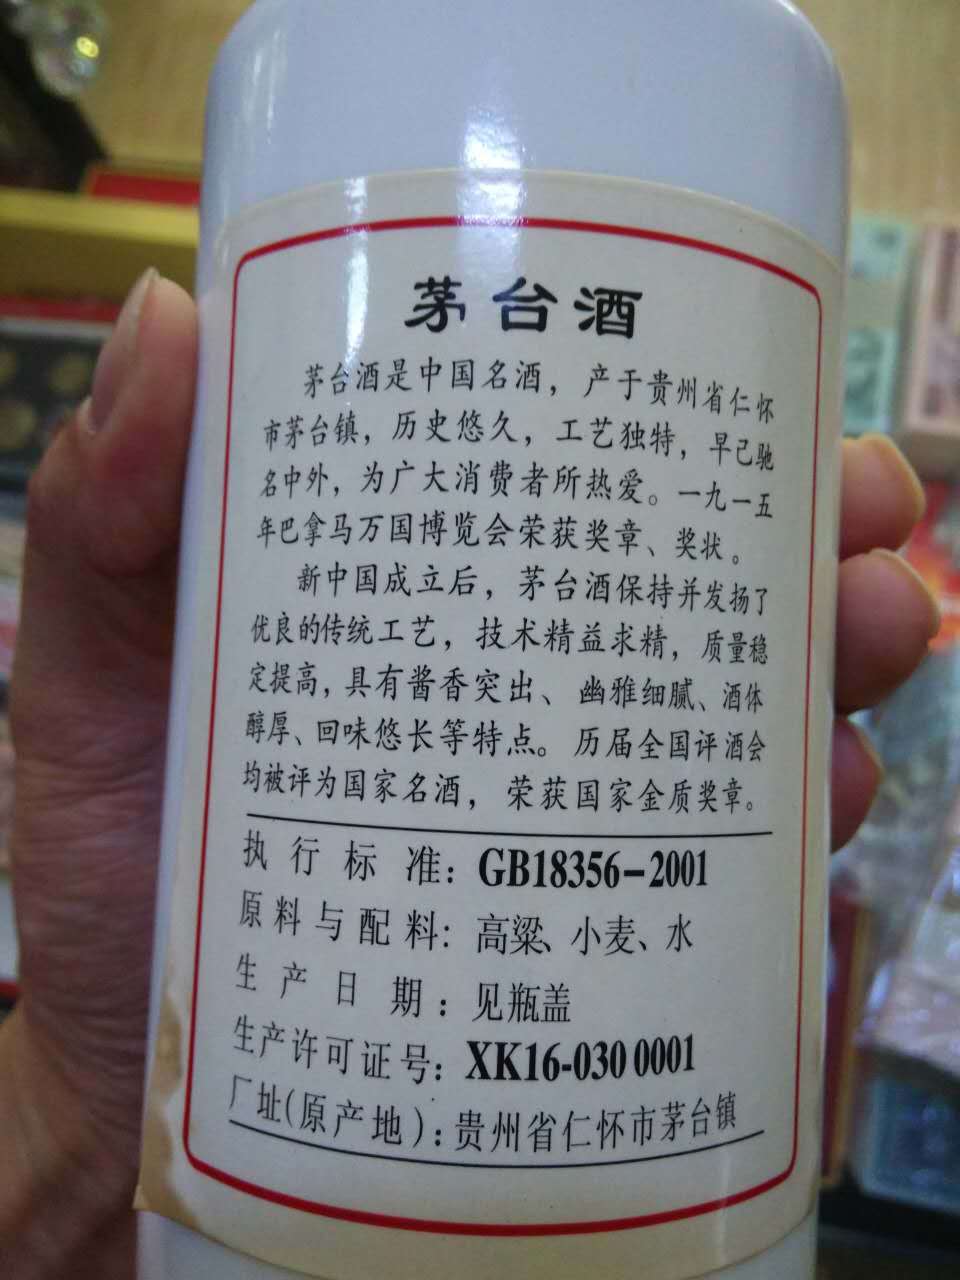 茅台酒
茅台酒是中国名酒，产于贵州省仁怀
市茅台镇，历史悠久，工艺独特，早已驰
名中外，为广大消费者所热爱。一九一五
年巴拿马万国博览会荣获奖章、奖状。
新中国成立后，茅台酒保持并发扬了
优良的传统工艺，技术精益求精，质量稳
定提高，具有酱香突出、幽雅细腻、酒体
醇厚、回味悠长等特点。历届全国评酒会
均被评为国家名酒，荣获国家金质奖章。
执行标准：GB18356-2001
原料与配料：高粱、小麦、水
生产日期：见瓶盖
生产许可证号：XK16-030 0001
厂址(原产地)：贵州省仁怀市茅台镇